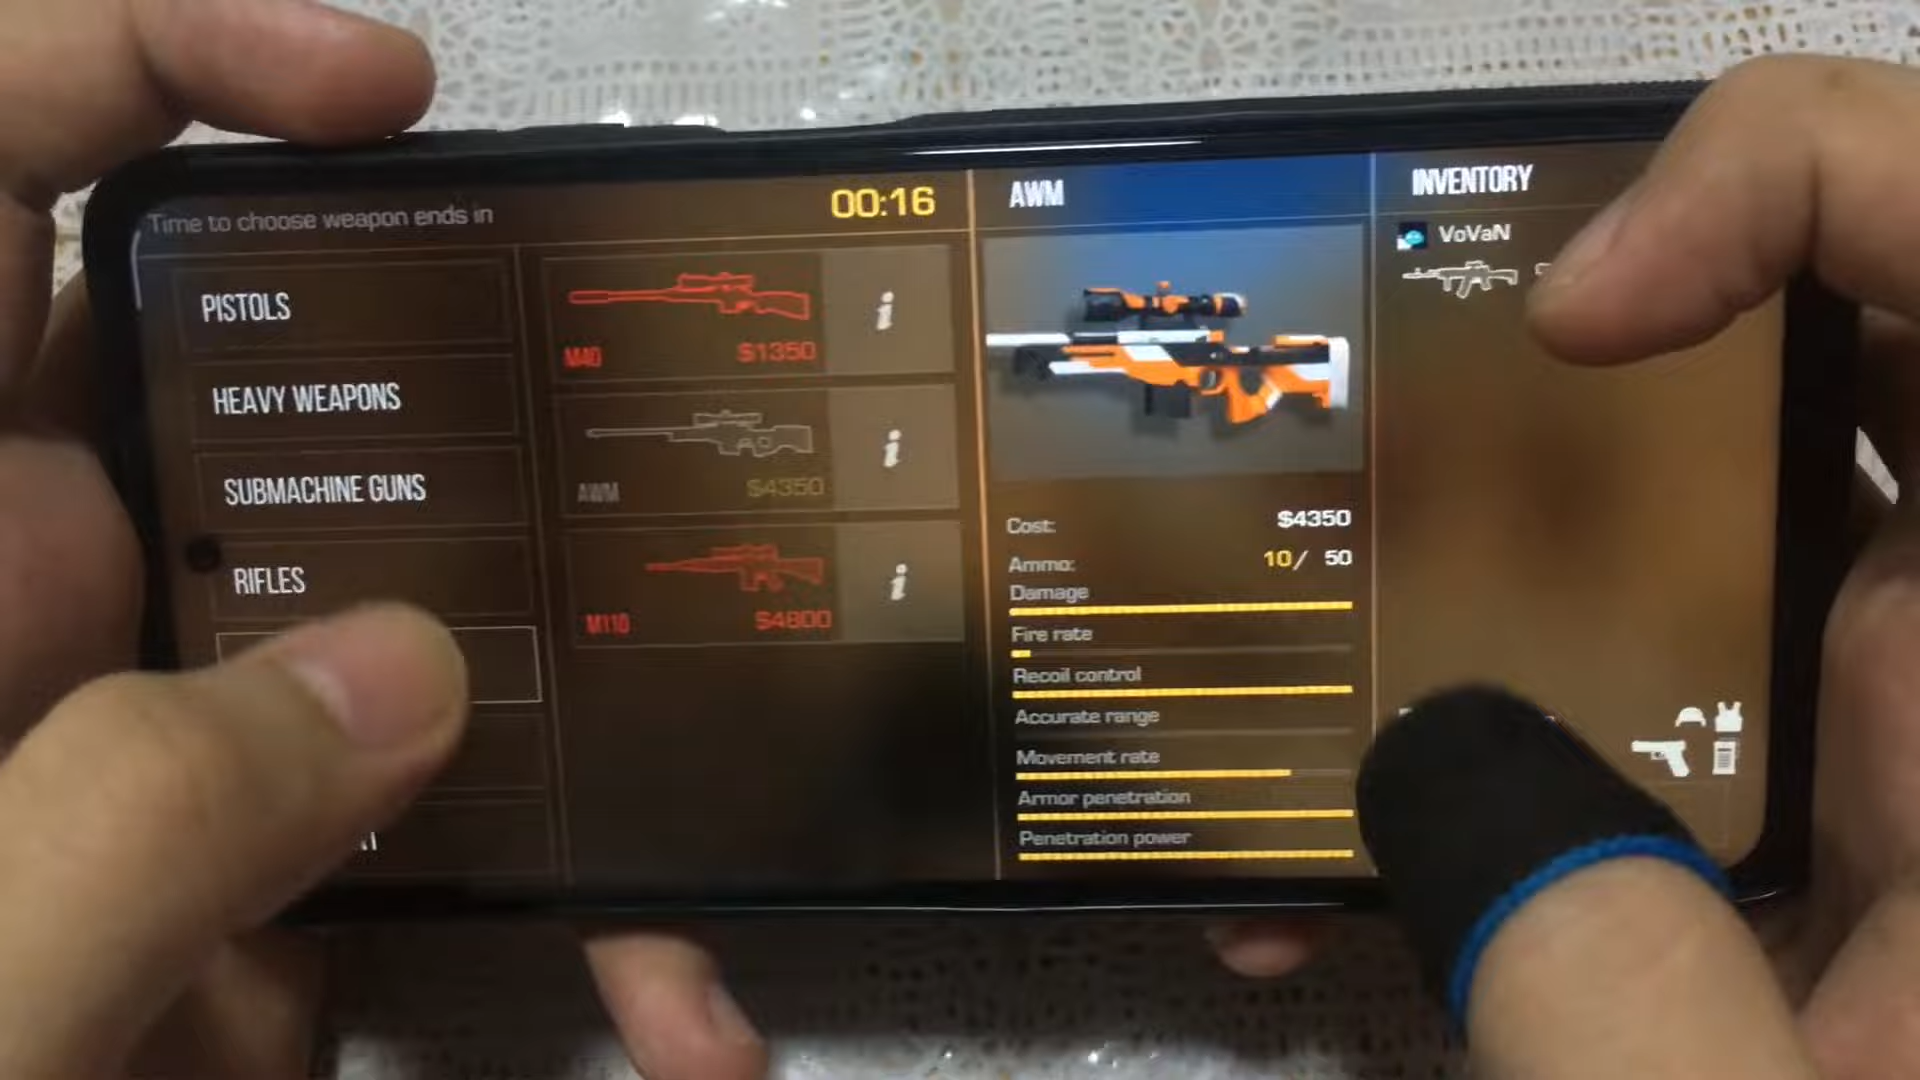 Time to choose weapon ends in
00:16
PISTOLS
HEAVY WEAPONS
SUBMACHINE GUNS
RIFLES
M40 $1350
i
AWM $4350
i
M110 $4800
i
AWM
Cost: $4350
Ammo: 10/ 50
Damage
Fire rate
Recoil control
Accurate range
Movement rate
Armor penetration
Penetration power
INVENTORY
VoVaN